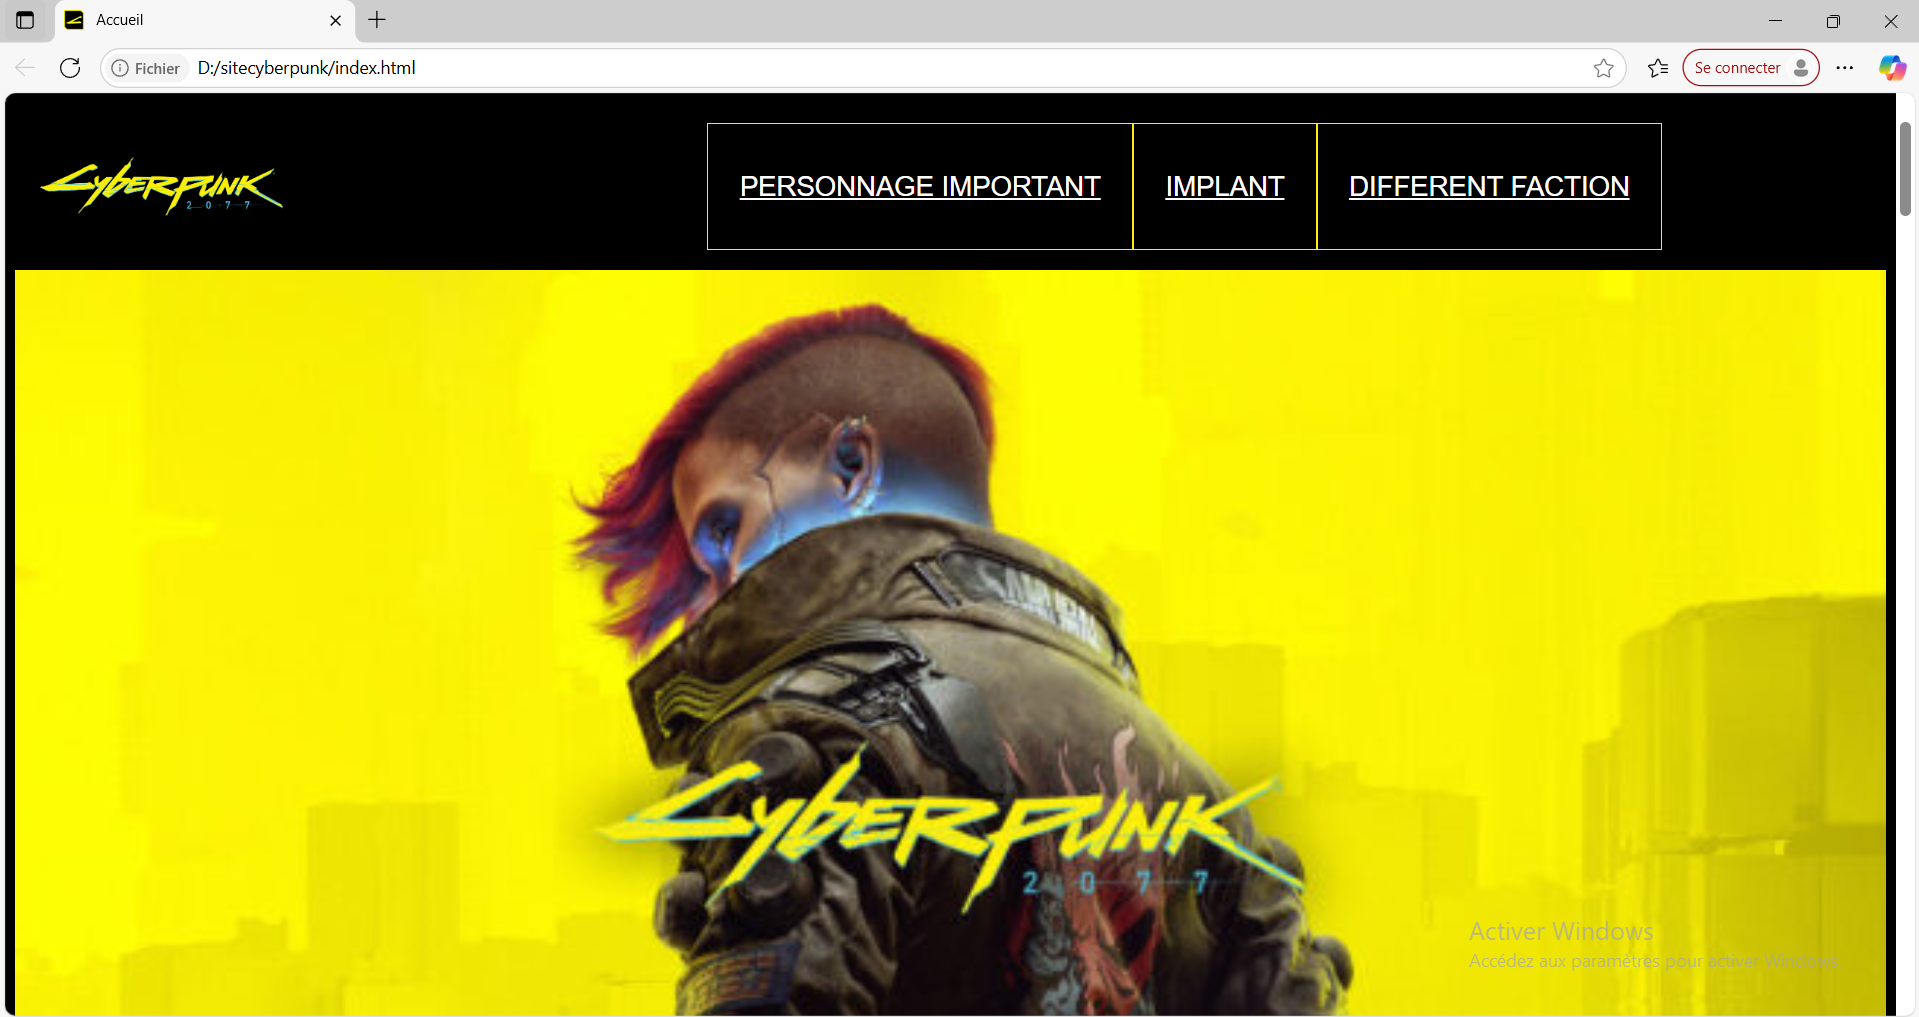 Accueil
Fichier D:/sitecyberpunk/index.html
Se connecter
CYBERPUNK
2077
PERSONNAGE IMPORTANT
IMPLANT
DIFFERENT FACTION
CYBERPUNK
2077
Activer Windows
Accédez aux paramètres pour activer Windows.